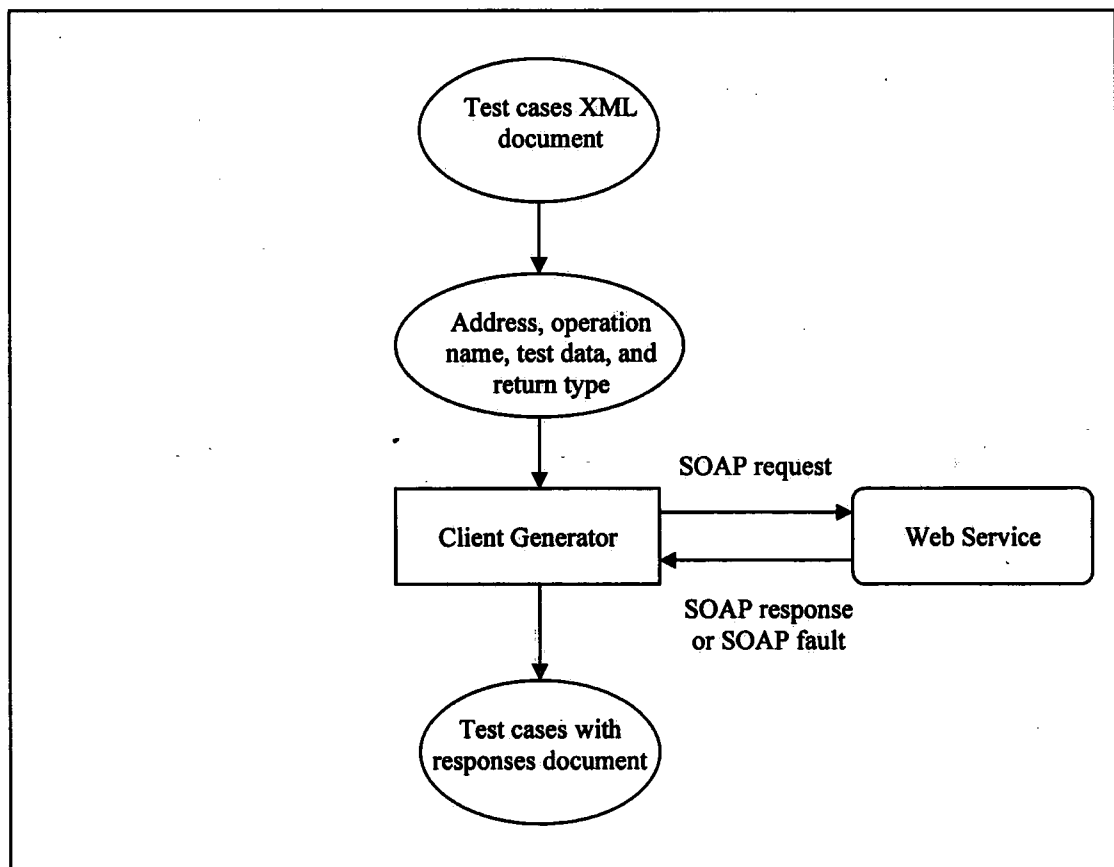 Test cases XML
document
Address, operation
name, test data, and
return type
SOAP request
Client Generator
Web Service
SOAP response
or SOAP fault
Test cases with
responses document